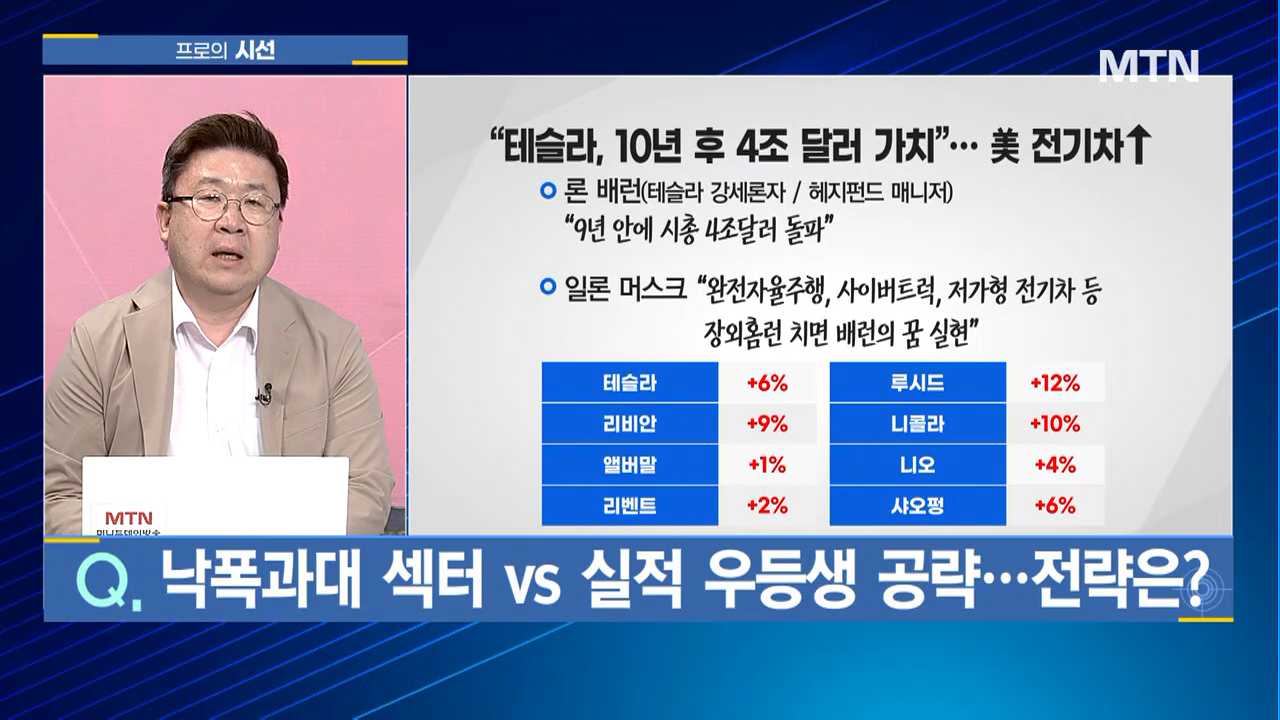 프로의 시선
MTN
“테슬라, 10년 후 4조 달러 가치”… 美 전기차↑
론 배런(테슬라 강세론자 / 헤지펀드 매니저)
“9년 안에 시총 4조달러 돌파”
일론 머스크 “완전자율주행, 사이버트럭, 저가형 전기차 등
장외홈런 치면 배런의 꿈 실현”
테슬라 +6% 루시드 +12%
리비안 +9% 니콜라 +10%
앨버말 +1% 니오 +4%
리벤트 +2% 샤오펑 +6%
MTN
머니투데이방송
Q. 낙폭과대 섹터 vs 실적 우등생 공략…전략은?